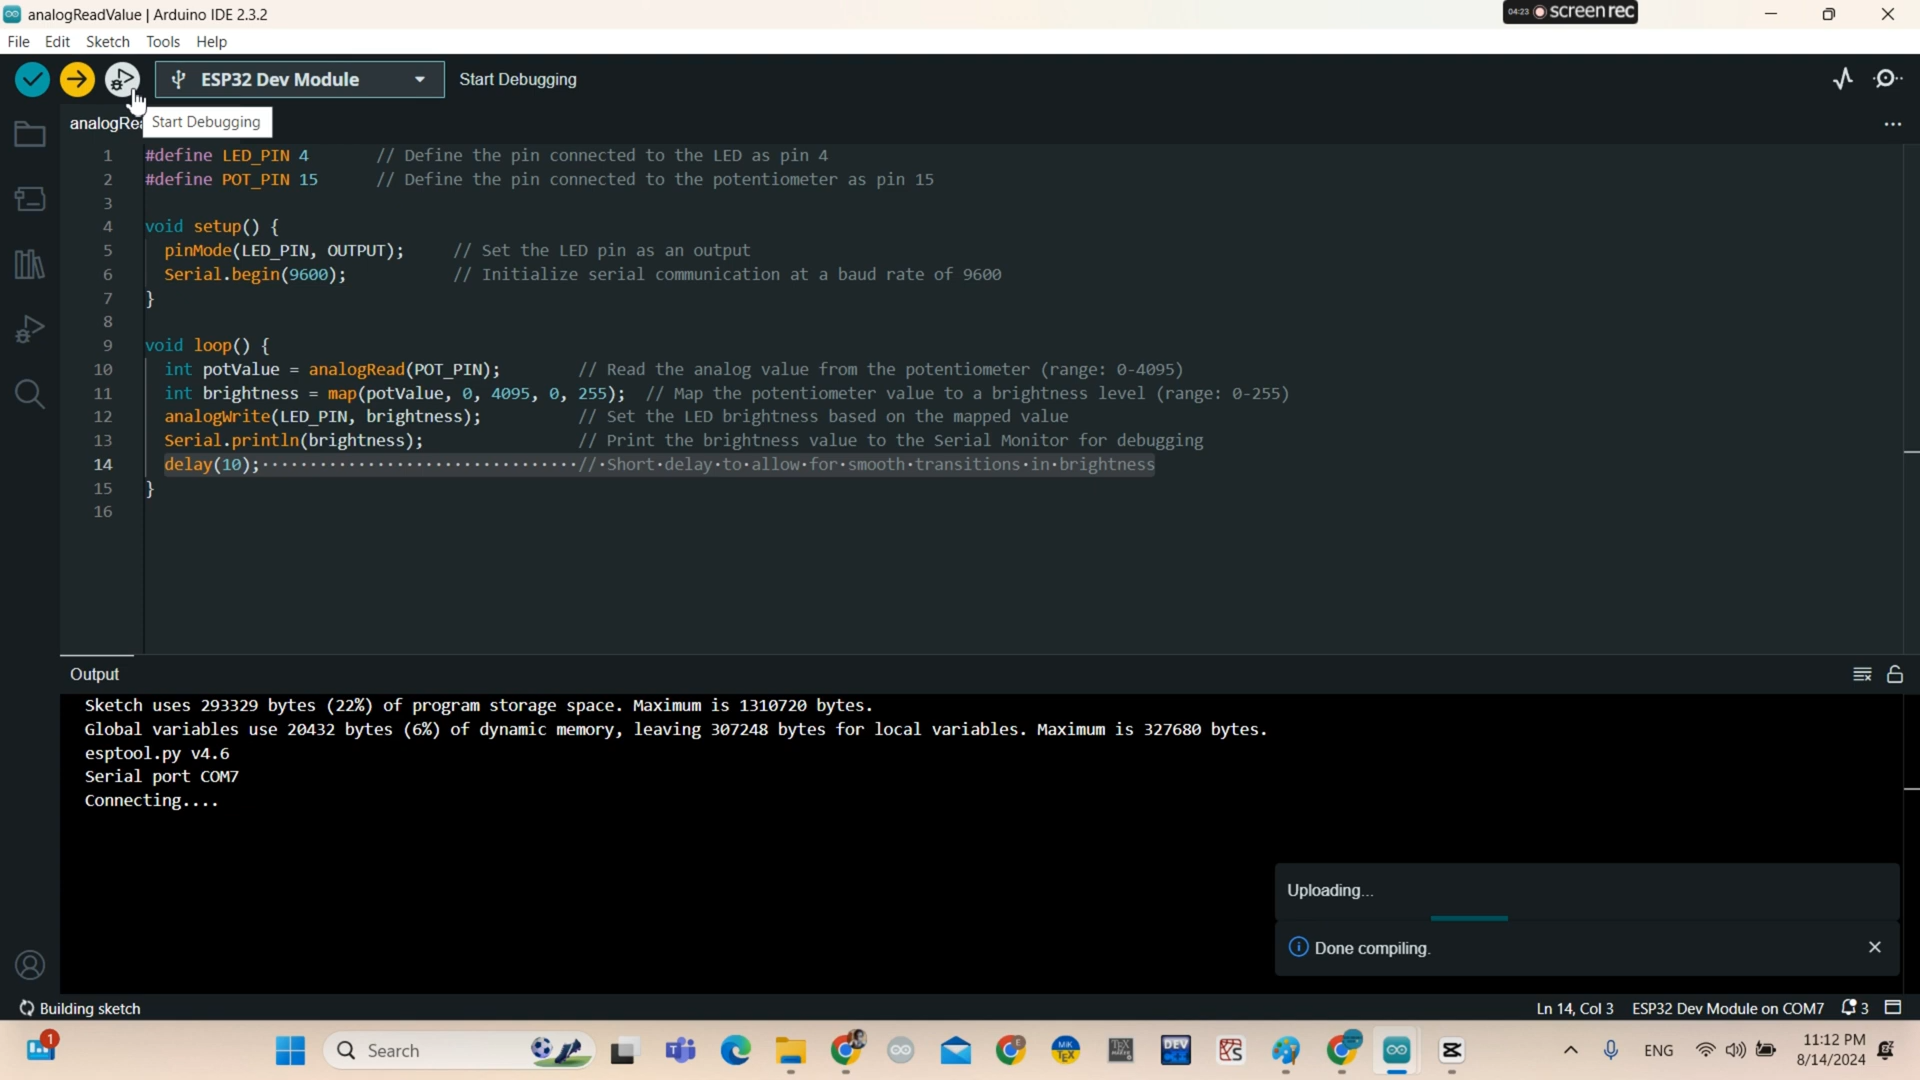 analogReadValue | Arduino IDE 2.3.2
04:23 screenrec
File Edit Sketch Tools Help
ESP32 Dev Module
Start Debugging
analogRea
Start Debugging
1 #define LED_PIN 4 // Define the pin connected to the LED as pin 4
2 #define POT_PIN 15 // Define the pin connected to the potentiometer as pin 15
3
4 void setup() {
5 pinMode(LED_PIN, OUTPUT); // Set the LED pin as an output
6 Serial.begin(9600); // Initialize serial communication at a baud rate of 9600
7 }
8
9 void loop() {
10 int potValue = analogRead(POT_PIN); // Read the analog value from the potentiometer (range: 0-4095)
11 int brightness = map(potValue, 0, 4095, 0, 255); // Map the potentiometer value to a brightness level (range: 0-255)
12 analogWrite(LED_PIN, brightness); // Set the LED brightness based on the mapped value
13 Serial.println(brightness); // Print the brightness value to the Serial Monitor for debugging
14 delay(10); // Short delay to allow for smooth transitions in brightness
15 }
16
Output
Sketch uses 293329 bytes (22%) of program storage space. Maximum is 1310720 bytes.
Global variables use 20432 bytes (6%) of dynamic memory, leaving 307248 bytes for local variables. Maximum is 327680 bytes.
esptool.py v4.6
Serial port COM7
Connecting....
Uploading...
Done compiling.
Building sketch
Ln 14, Col 3 ESP32 Dev Module on COM7 3
1
Search
DEV
ENG
11:12 PM
8/14/2024